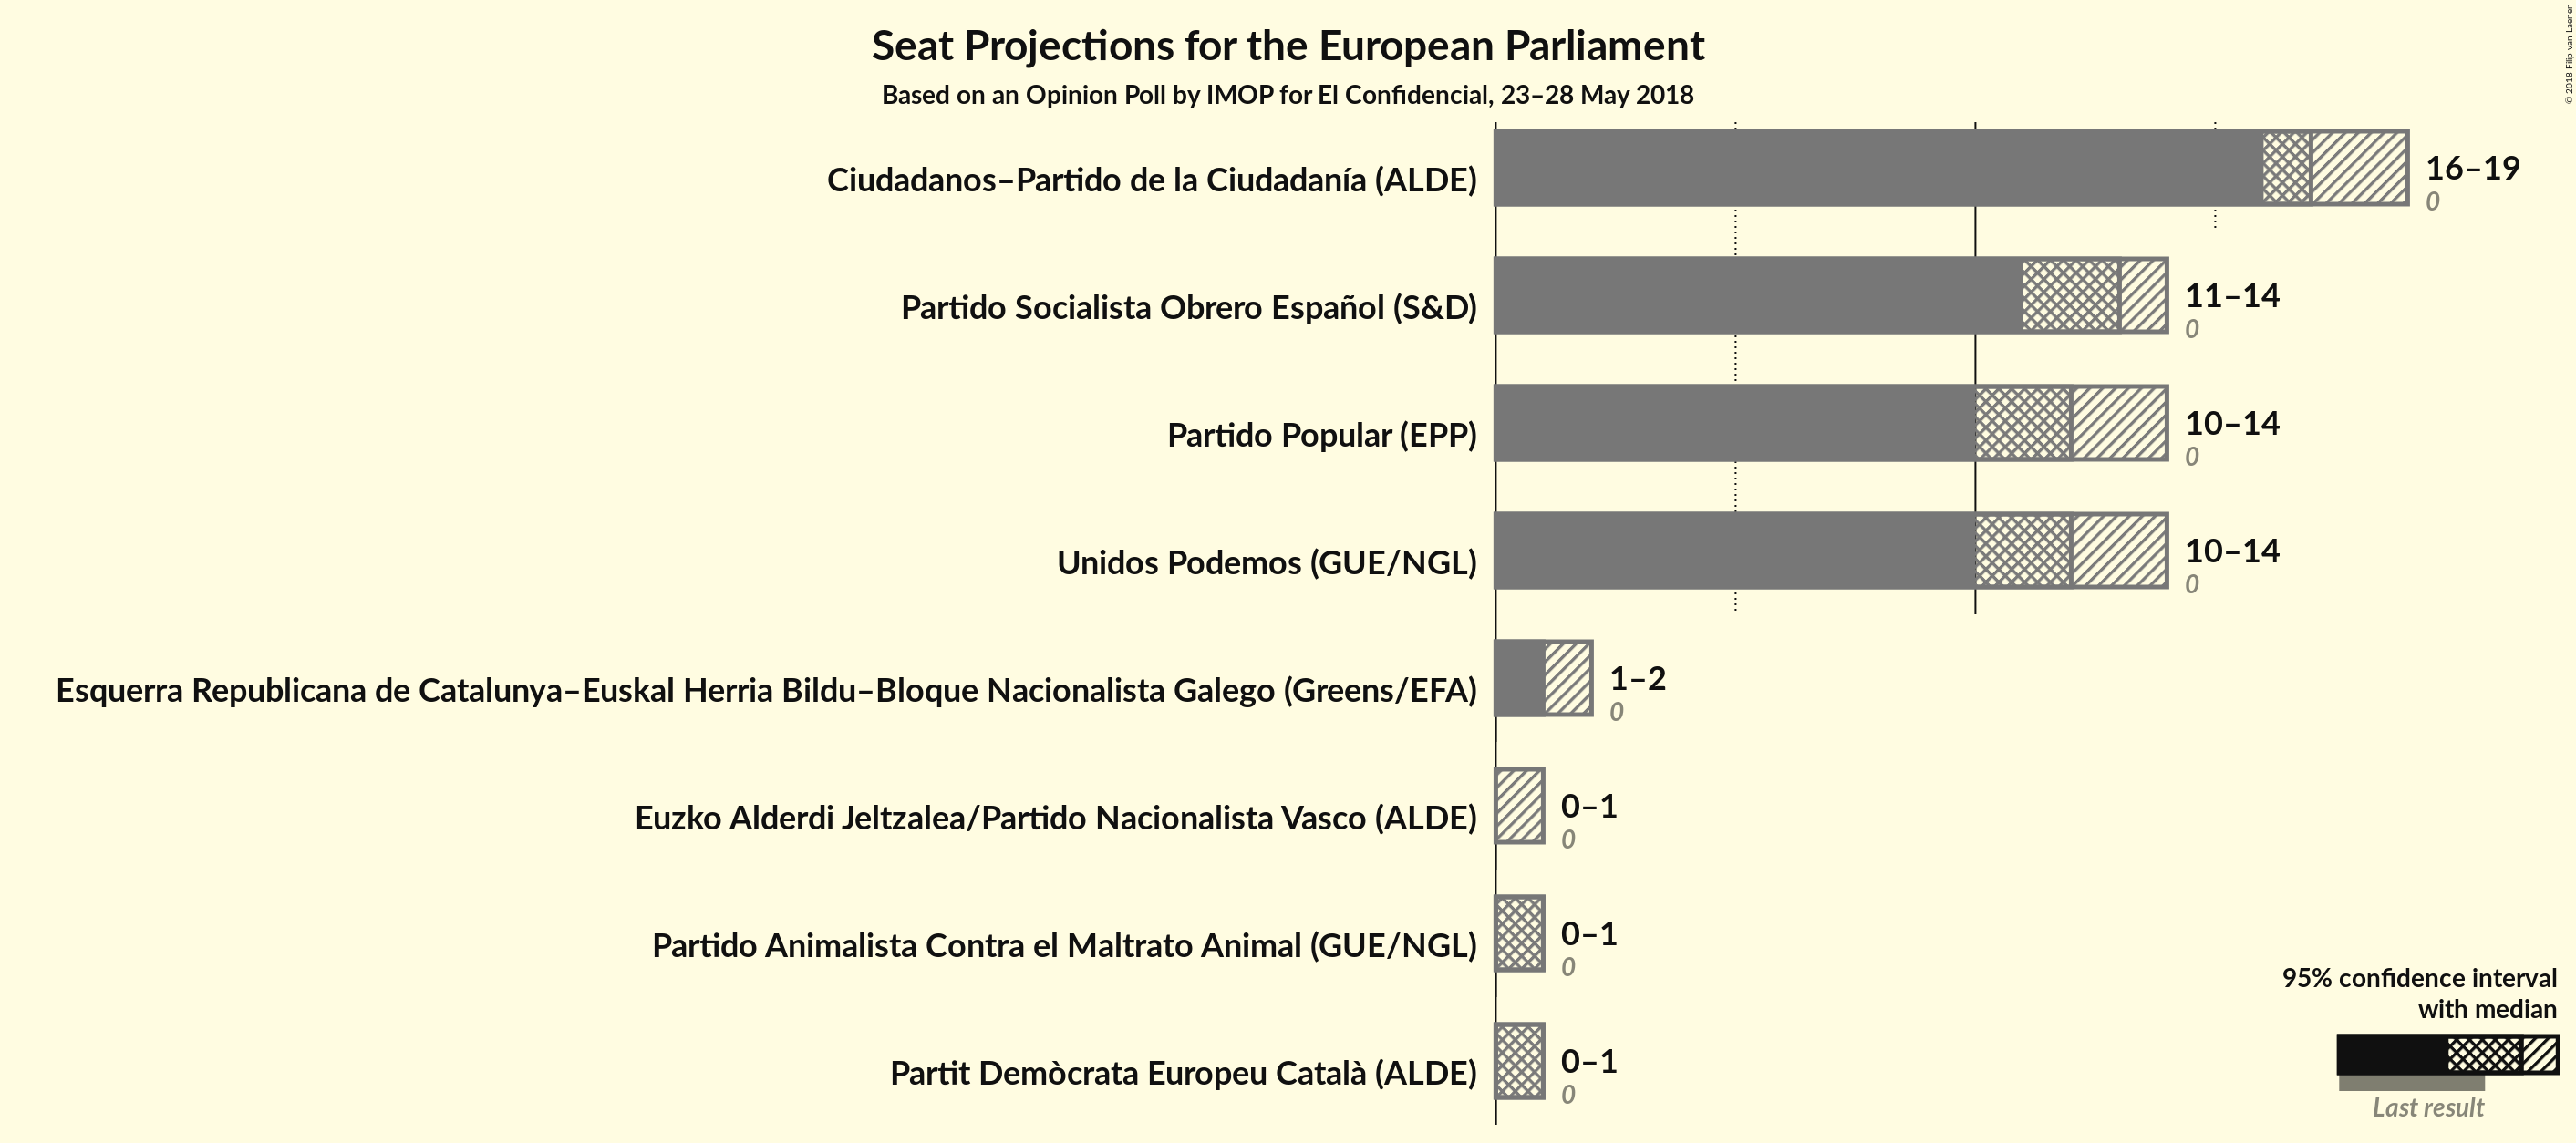 Seat Projections for the European Parliament
Based on an Opinion Poll by IMOP for El Confidencial, 23–28 May 2018
© 2018 Filip van Laenen
Ciudadanos–Partido de la Ciudadanía (ALDE)
16–19
0
Partido Socialista Obrero Español (S&D)
11–14
0
Partido Popular (EPP)
10–14
0
Unidos Podemos (GUE/NGL)
10–14
0
Esquerra Republicana de Catalunya–Euskal Herria Bildu–Bloque Nacionalista Galego (Greens/EFA)
1–2
0
Euzko Alderdi Jeltzalea/Partido Nacionalista Vasco (ALDE)
0–1
0
Partido Animalista Contra el Maltrato Animal (GUE/NGL)
0–1
0
Partit Demòcrata Europeu Català (ALDE)
0–1
0
95% confidence interval
with median
Last result